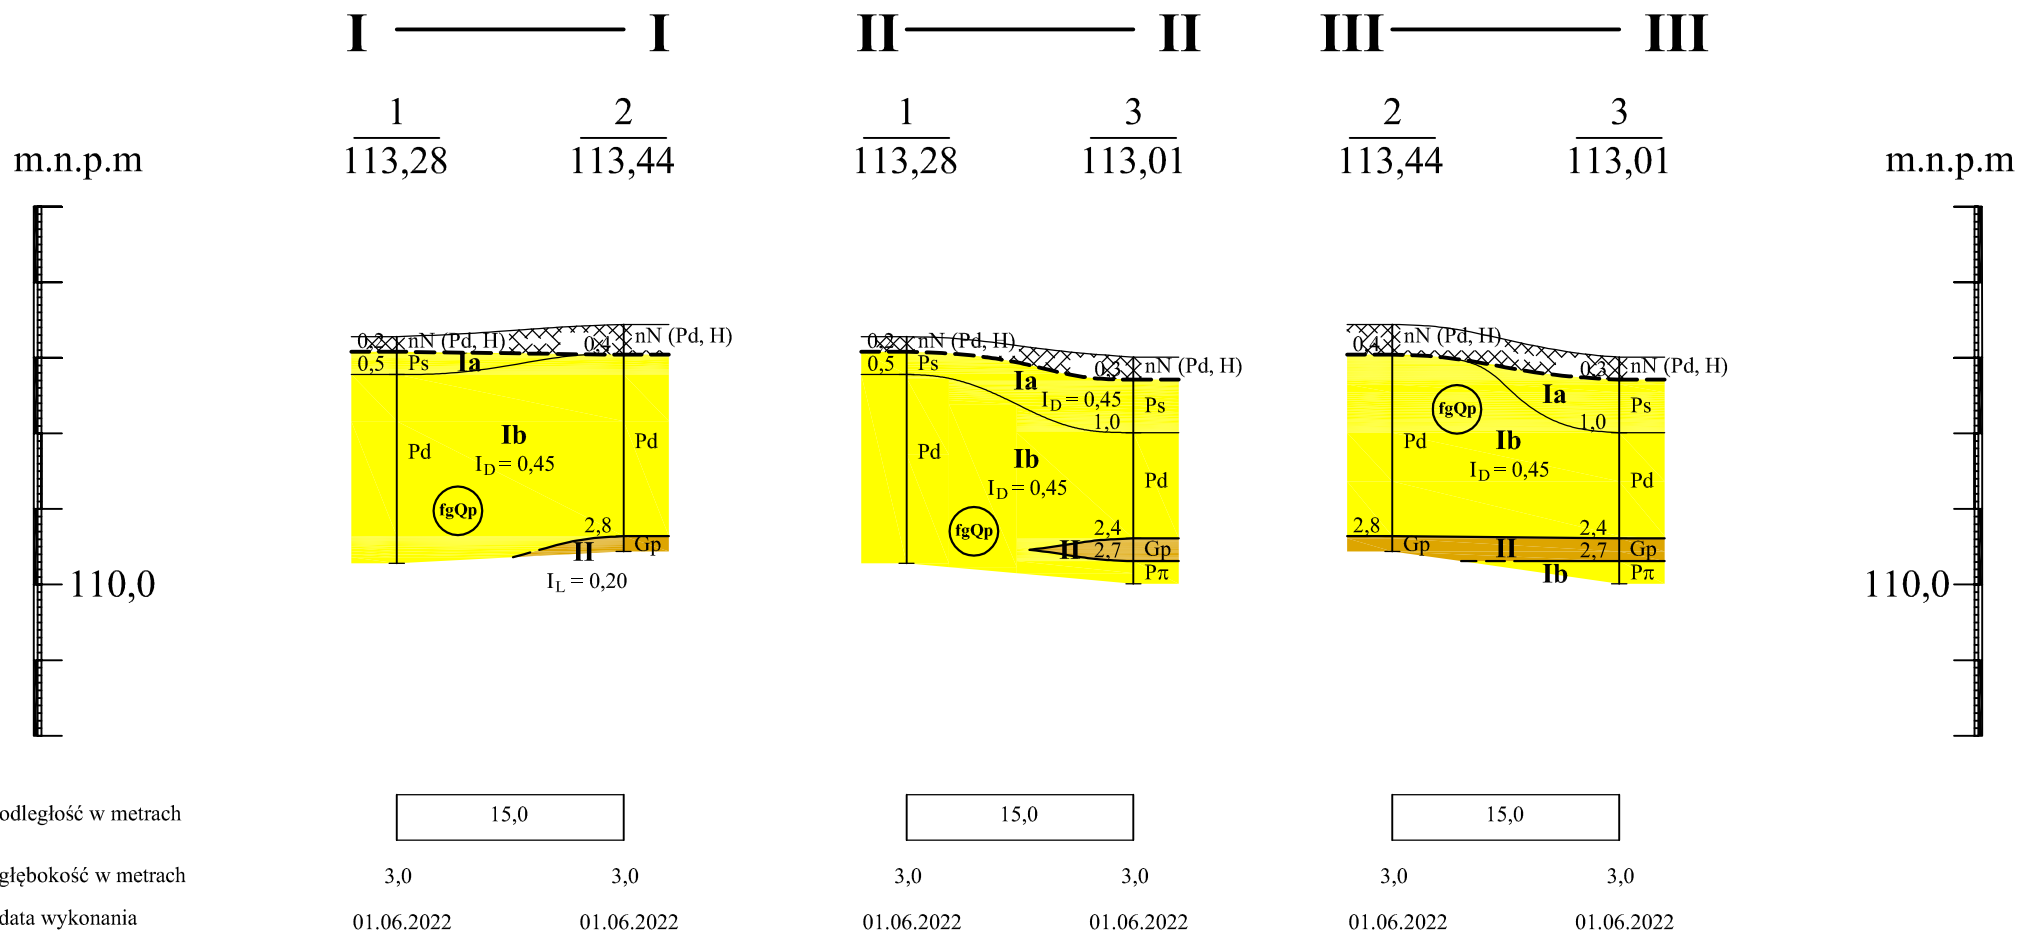 I I II II III III
1 2 1 3 2 3
m.n.p.m 113,28 113,44 113,28 113,01 113,44 113,01 m.n.p.m
0,2 nN (Pd, H) 0,4 nN (Pd, H) 0,2 nN (Pd, H) 0,3 nN (Pd, H) 0,4 nN (Pd, H) 0,3 nN (Pd, H)
0,5 Ps Ia 0,5 Ps Ia Ia
ID = 0,45 Ps fgQp Ps
1,0 1,0
Pd Ib Pd Pd Ib Pd Ib
ID = 0,45 ID = 0,45 Pd ID = 0,45 Pd
fgQp fgQp
2,8 2,4 2,8 2,4
II Gp II 2,7 Gp Gp II 2,7 Gp
IL = 0,20 Pπ Ib Pπ
110,0 110,0
odległość w metrach 15,0 15,0 15,0
głębokość w metrach 3,0 3,0 3,0 3,0 3,0 3,0
data wykonania 01.06.2022 01.06.2022 01.06.2022 01.06.2022 01.06.2022 01.06.2022